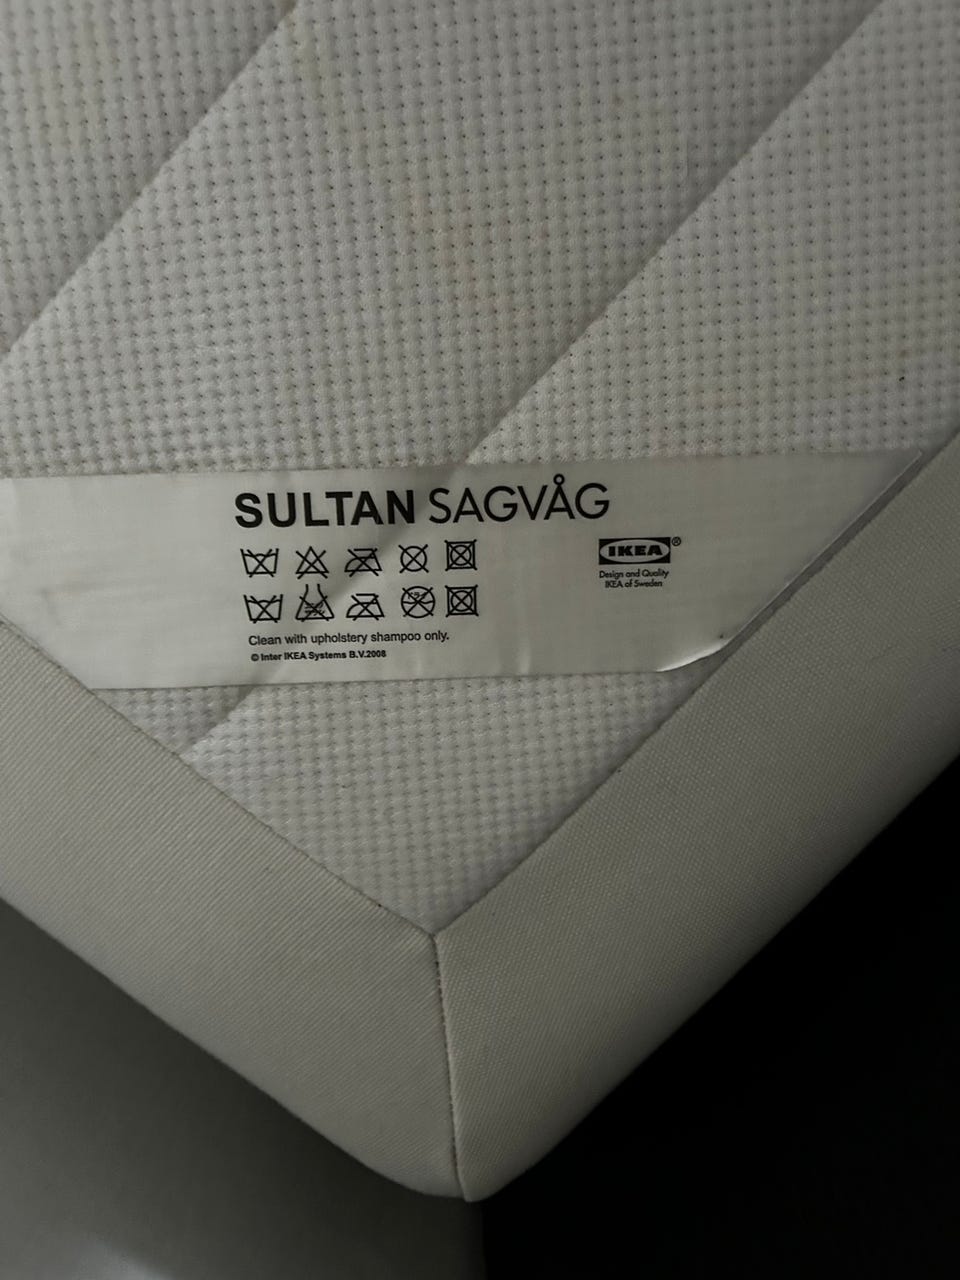 SULTAN SAGVÅG
IKEA®
Design and Quality
IKEA of Sweden
Clean with upholstery shampoo only.
© Inter IKEA Systems B.V.2008